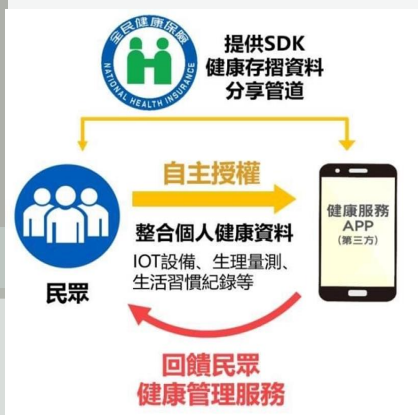 全民健康保險
NATIONAL HEALTH INSURANCE
提供SDK
健康存摺資料
分享管道
自主授權
健康服務
APP
(第三方)
整合個人健康資料
IOT設備、生理量測、
生活習慣紀錄等
民眾
回饋民眾
健康管理服務